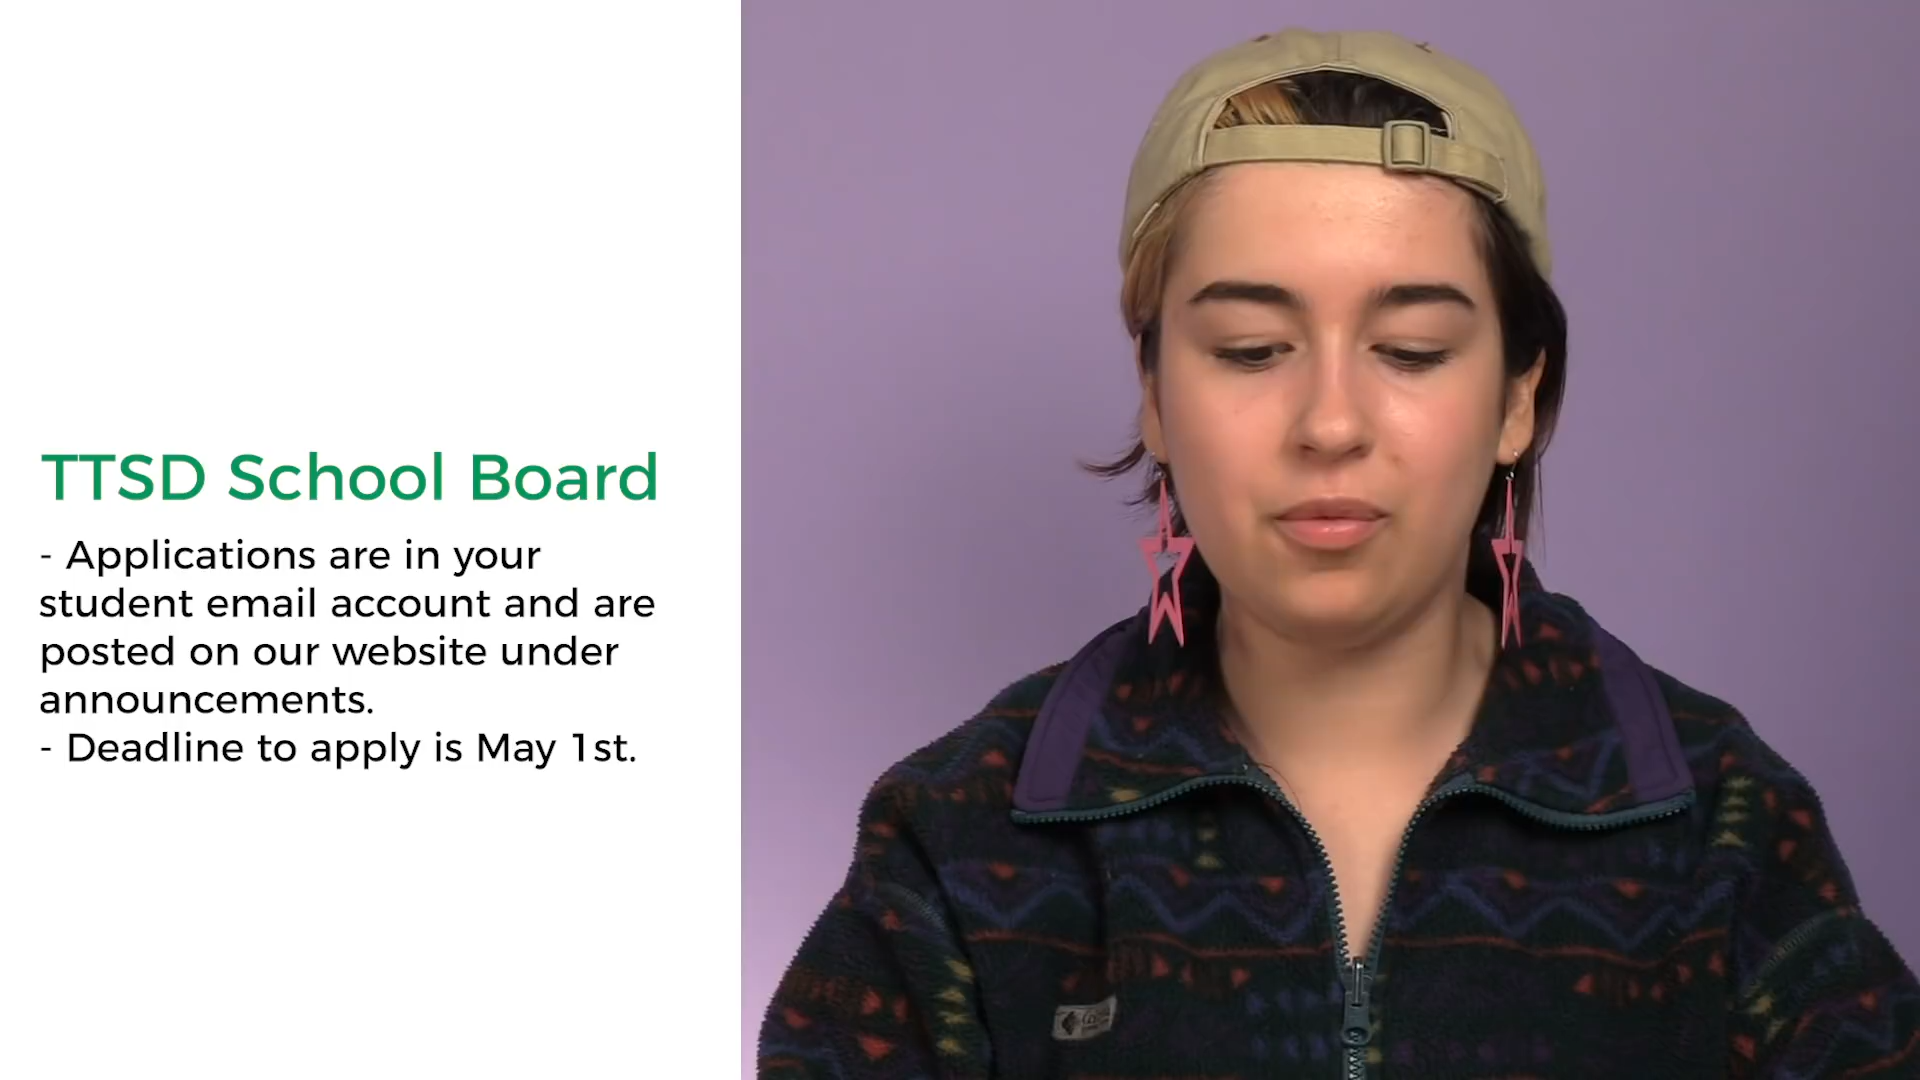 TTSD School Board
- Applications are in your
student email account and are
posted on our website under
announcements.
- Deadline to apply is May 1st.